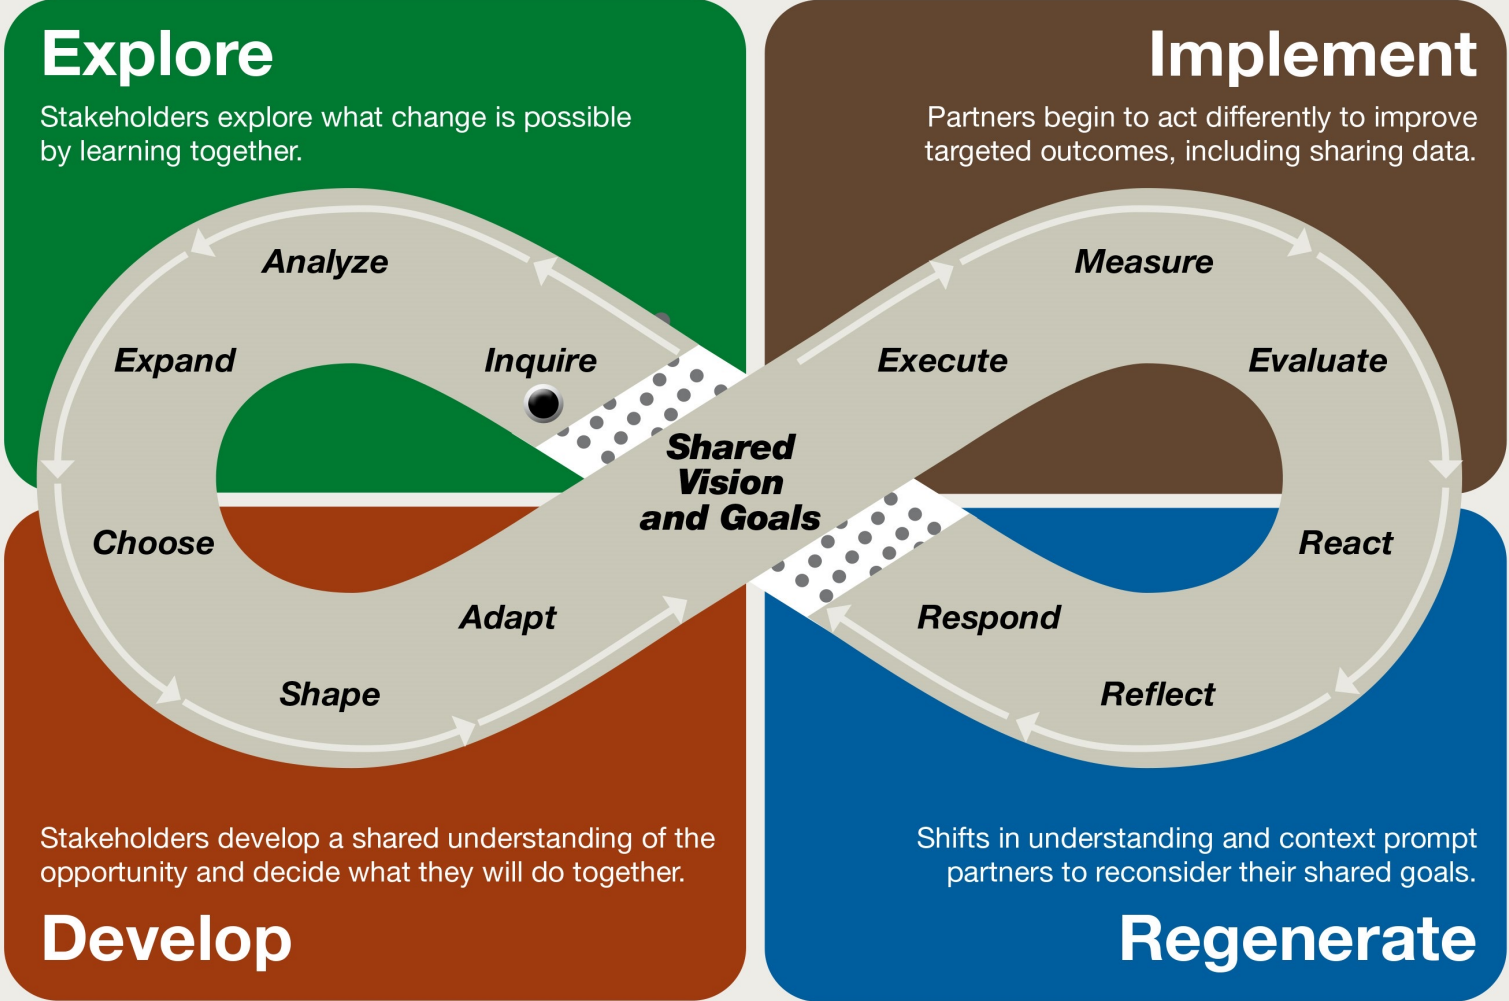 Explore
Stakeholders explore what change is possible
by learning together.
Implement
Partners begin to act differently to improve
targeted outcomes, including sharing data.
Analyze
Expand
Inquire
Measure
Execute
Evaluate
Shared
Vision
and Goals
Choose
Adapt
Shape
React
Respond
Reflect
Stakeholders develop a shared understanding of the
opportunity and decide what they will do together.
Develop
Shifts in understanding and context prompt
partners to reconsider their shared goals.
Regenerate